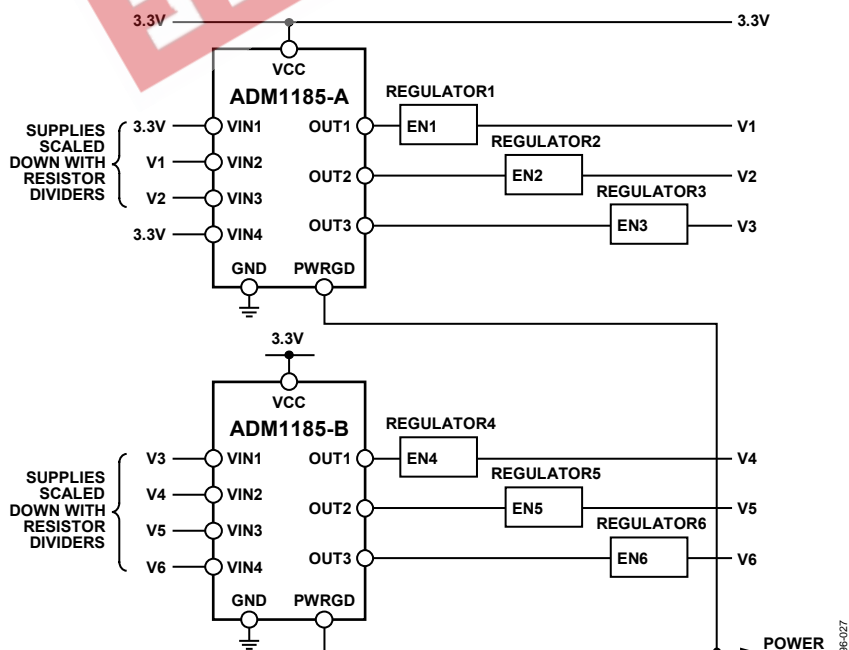 3.3V 3.3V
VCC
ADM1185-A
REGULATOR1
SUPPLIES
SCALED
DOWN WITH
RESISTOR
DIVIDERS
3.3V VIN1 OUT1 EN1 V1
REGULATOR2
V1 VIN2 OUT2 EN2 V2
REGULATOR3
V2 VIN3 OUT3 EN3 V3
3.3V VIN4
GND PWRGD
3.3V
VCC
ADM1185-B
REGULATOR4
SUPPLIES
SCALED
DOWN WITH
RESISTOR
DIVIDERS
V3 VIN1 OUT1 EN4 V4
REGULATOR5
V4 VIN2 OUT2 EN5 V5
REGULATOR6
V5 VIN3 OUT3 EN6 V6
V6 VIN4
GND PWRGD
POWER